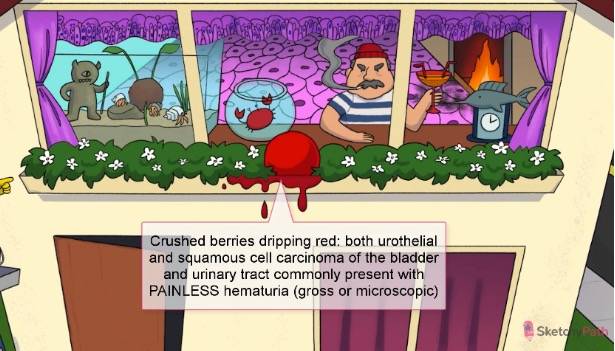 Crushed berries dripping red: both urothelial
and squamous cell carcinoma of the bladder
and urinary tract commonly present with
PAINLESS hematuria (gross or microscopic)
SketchyPath